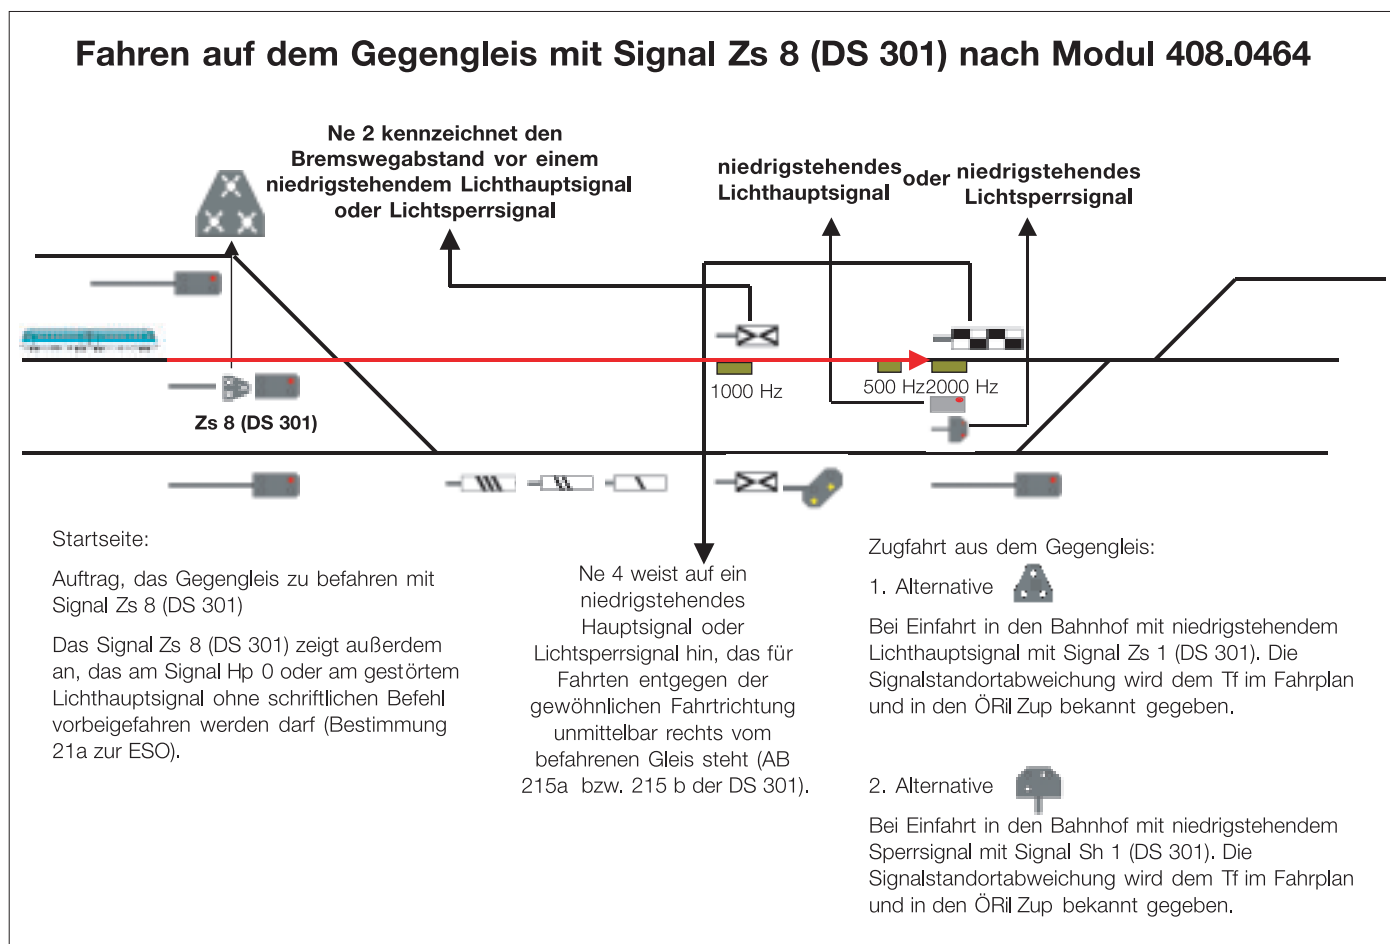 Fahren auf dem Gegengleis mit Signal Zs 8 (DS 301) nach Modul 408.0464
Ne 2 kennzeichnet den
Bremswegabstand vor einem
niedrigstehendem Lichthauptsignal
oder Lichtsperrsignal
niedrigstehendes
Lichthauptsignal
oder
niedrigstehendes
Lichtsperrsignal
1000 Hz
500 Hz
2000 Hz
Zs 8 (DS 301)
Startseite:
Auftrag, das Gegengleis zu befahren mit
Signal Zs 8 (DS 301)
Das Signal Zs 8 (DS 301) zeigt außerdem
an, das am Signal Hp 0 oder am gestörtem
Lichthauptsignal ohne schriftlichen Befehl
vorbeigefahren werden darf (Bestimmung
21a zur ESO).
Ne 4 weist auf ein
niedrigstehendes
Hauptsignal oder
Lichtsperrsignal hin, das für
Fahrten entgegen der
gewöhnlichen Fahrtrichtung
unmittelbar rechts vom
befahrenen Gleis steht (AB
215a bzw. 215 b der DS 301).
Zugfahrt aus dem Gegengleis:
1. Alternative
Bei Einfahrt in den Bahnhof mit niedrigstehendem
Lichthauptsignal mit Signal Zs 1 (DS 301). Die
Signalstandortabweichung wird dem Tf im Fahrplan
und in den ÖRil Zup bekannt gegeben.
2. Alternative
Bei Einfahrt in den Bahnhof mit niedrigstehendem
Sperrsignal mit Signal Sh 1 (DS 301). Die
Signalstandortabweichung wird dem Tf im Fahrplan
und in den ÖRil Zup bekannt gegeben.